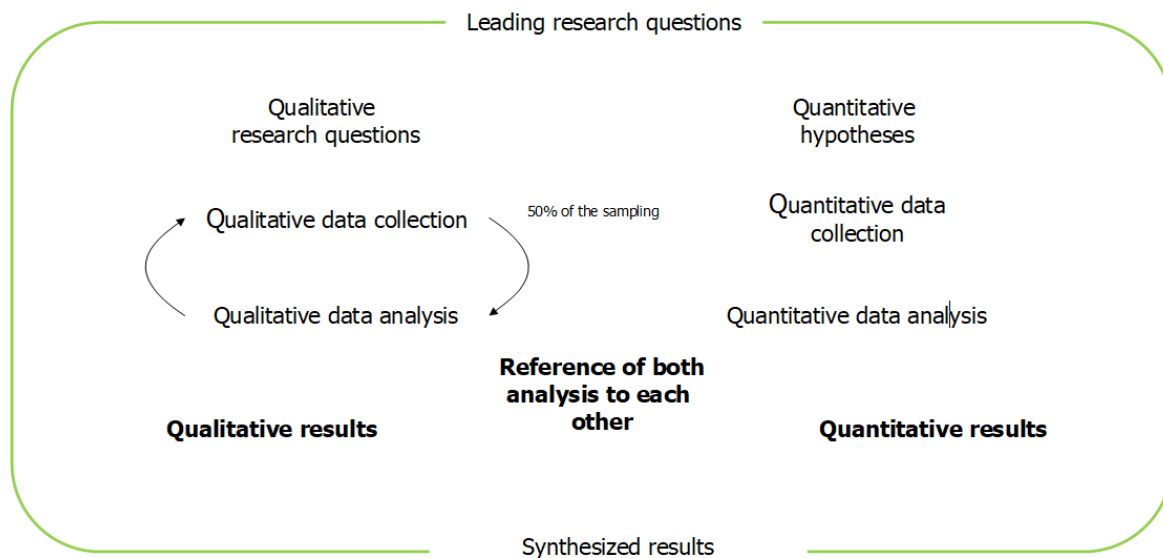 Leading research questions
Qualitative
research questions
Quantitative
hypotheses
Qualitative data collection
50% of the sampling
Quantitative data
collection
Qualitative data analysis
Quantitative data analysis
Reference of both
analysis to each
other
Qualitative results
Quantitative results
Synthesized results